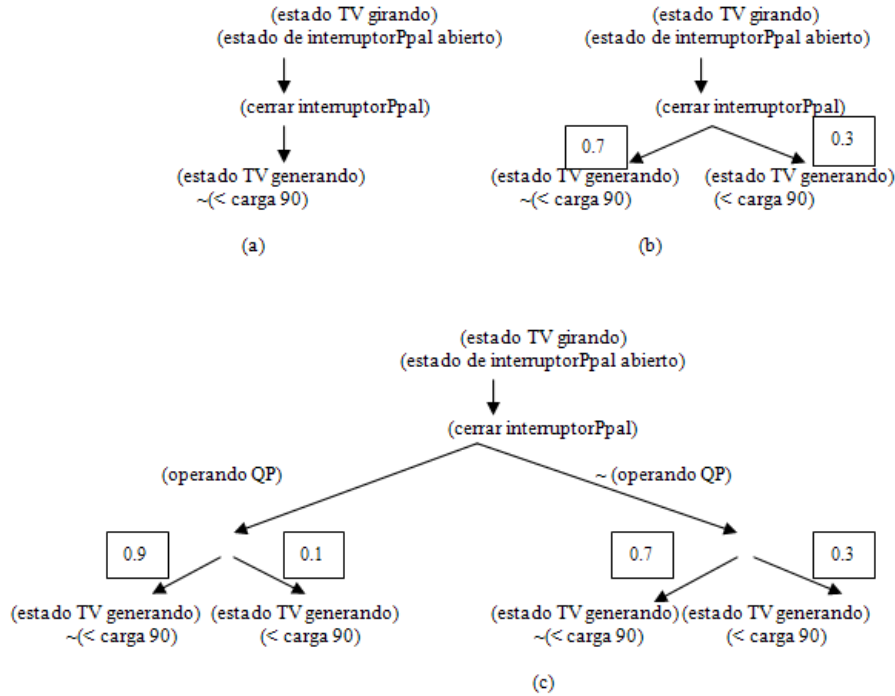 (estado TV girando)
(estado de interruptorPpal abierto)
(cerrar interruptorPpal)
(estado TV generando)
~(< carga 90)
(a)
(estado TV girando)
(estado de interruptorPpal abierto)
(cerrar interruptorPpal)
0.7
0.3
(estado TV generando)
~(< carga 90)
(estado TV generando)
(< carga 90)
(b)
(estado TV girando)
(estado de interruptorPpal abierto)
(cerrar interruptorPpal)
(operando QP)
~ (operando QP)
0.9
0.1
0.7
0.3
(estado TV generando)
~(< carga 90)
(estado TV generando)
(< carga 90)
(estado TV generando)
~(< carga 90)
(estado TV generando)
(< carga 90)
(c)